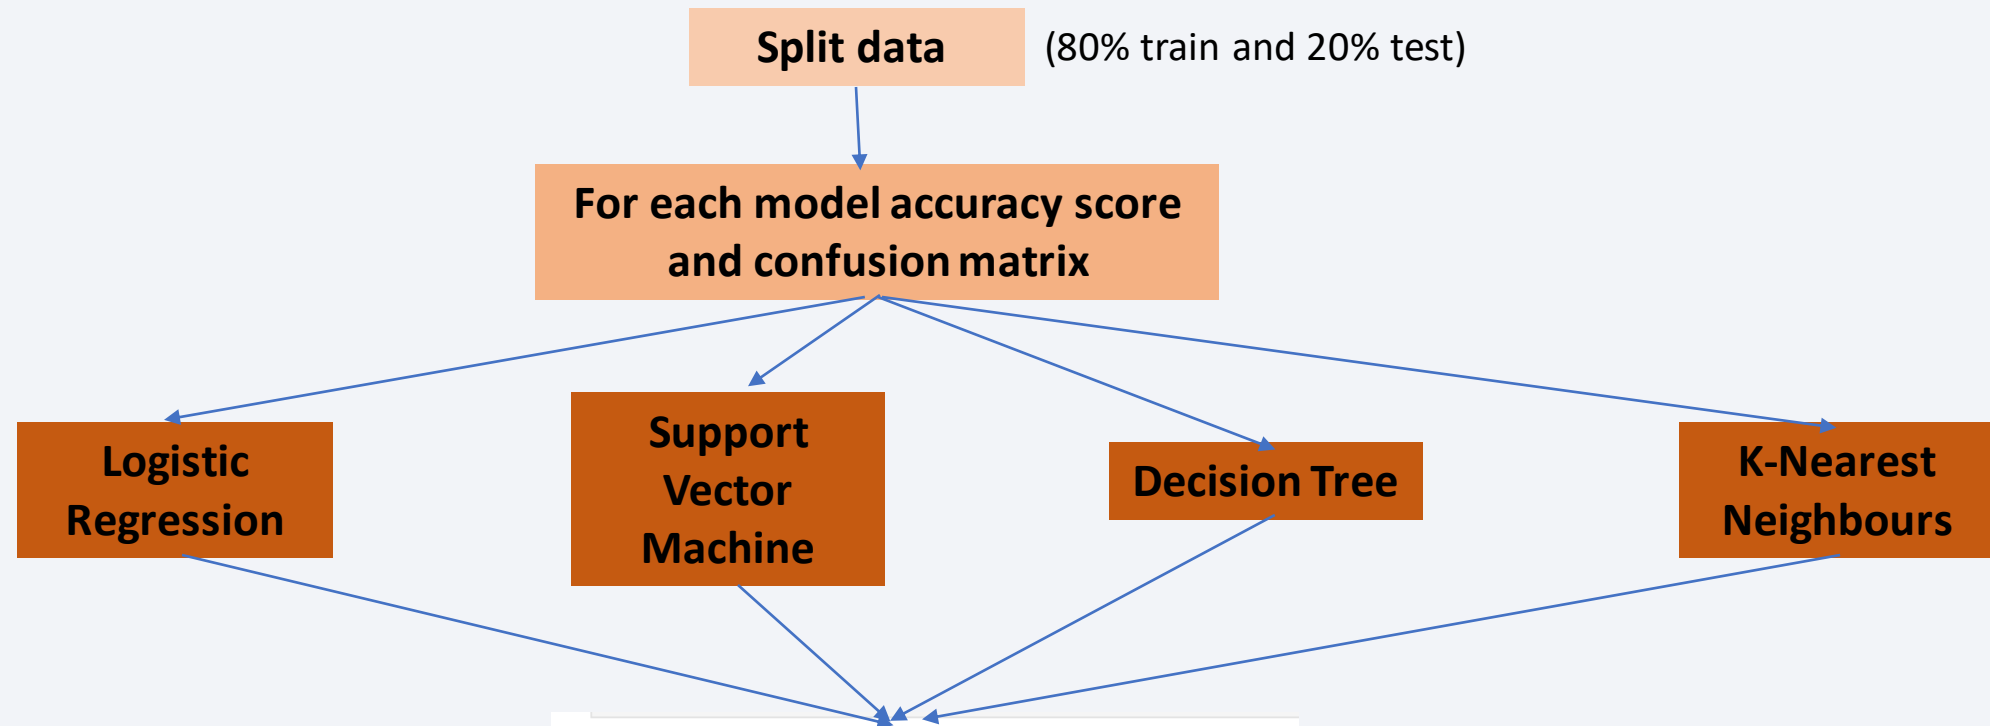 Split data
(80% train and 20% test)
For each model accuracy score
and confusion matrix
Logistic
Regression
Support
Vector
Machine
Decision Tree
K-Nearest
Neighbours